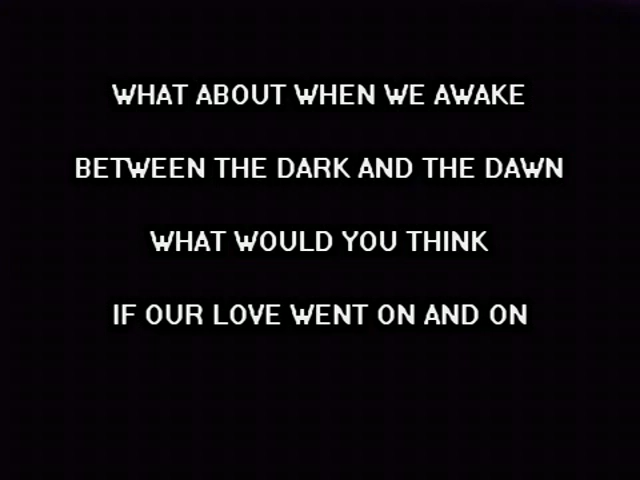 WHAT ABOUT WHEN WE AWAKE
BETWEEN THE DARK AND THE DAWN
WHAT WOULD YOU THINK
IF OUR LOVE WENT ON AND ON